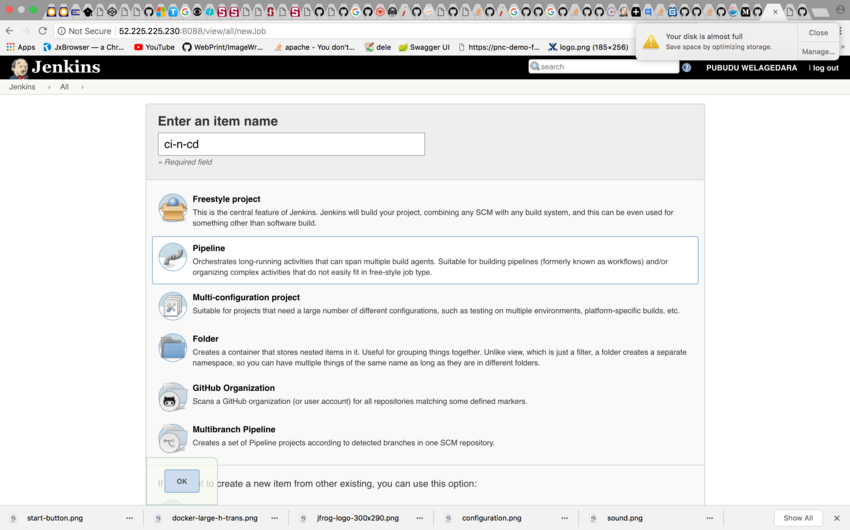 Not Secure 52.225.225.230:8088/view/all/newJob
Your disk is almost full
Save space by optimizing storage.
Close
Manage...
Apps JxBrowser — a Chr... YouTube WebPrint/ImageWr... apache - You don't... dele Swagger UI https://pnc-demo-f... logo.png (185×256)
Jenkins
search
PUBUDU WELAGEDARA
log out
Jenkins › All ›
Enter an item name
ci-n-cd
» Required field
Freestyle project
This is the central feature of Jenkins. Jenkins will build your project, combining any SCM with any build system, and this can be even used for
something other than software build.
Pipeline
Orchestrates long-running activities that can span multiple build agents. Suitable for building pipelines (formerly known as workflows) and/or
organizing complex activities that do not easily fit in free-style job type.
Multi-configuration project
Suitable for projects that need a large number of different configurations, such as testing on multiple environments, platform-specific builds, etc.
Folder
Creates a container that stores nested items in it. Useful for grouping things together. Unlike view, which is just a filter, a folder creates a separate
namespace, so you can have multiple things of the same name as long as they are in different folders.
GitHub Organization
Scans a GitHub organization (or user account) for all repositories matching some defined markers.
Multibranch Pipeline
Creates a set of Pipeline projects according to detected branches in one SCM repository.
OK
create a new item from other existing, you can use this option:
start-button.png docker-large-h-trans.png jfrog-logo-300x290.png configuration.png sound.png Show All